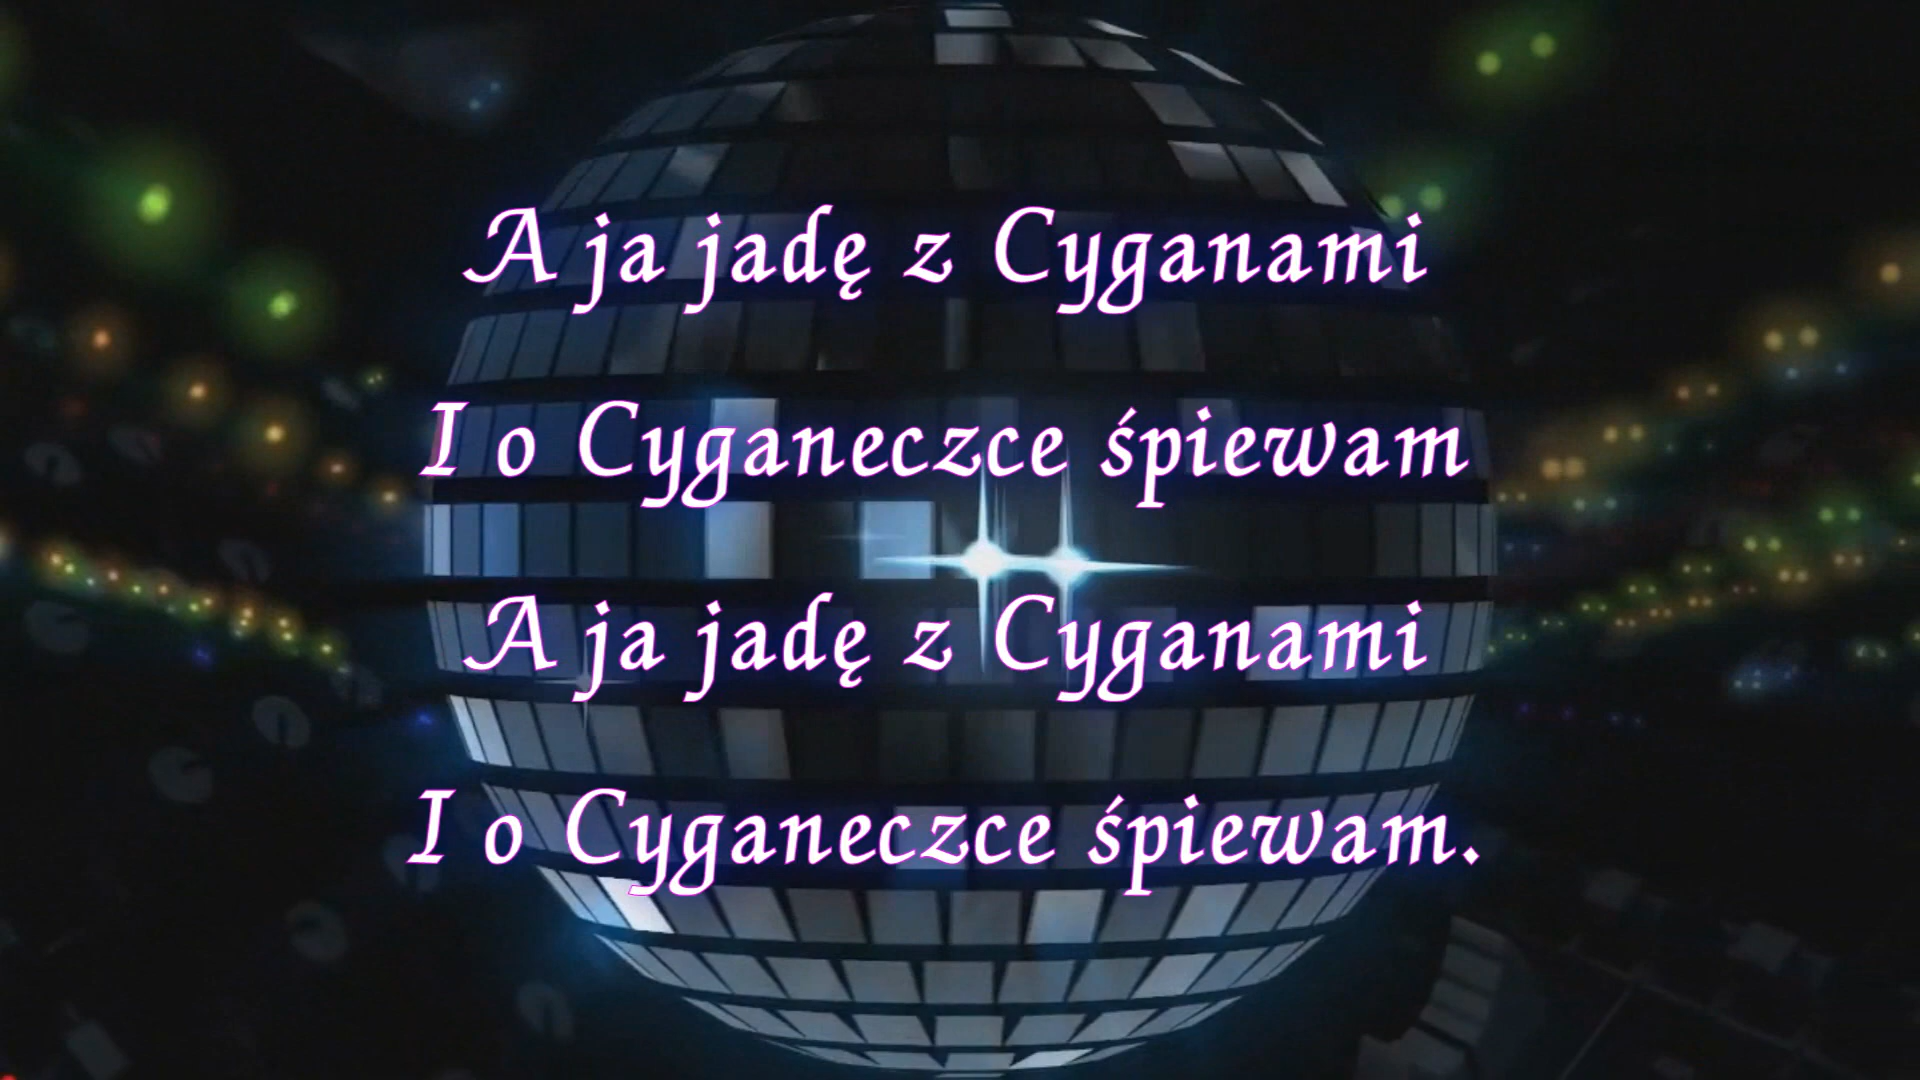 A ja jadę z Cyganami
I o Cyganeczce śpiewam
A ja jadę z Cyganami
I o Cyganeczce śpiewam.